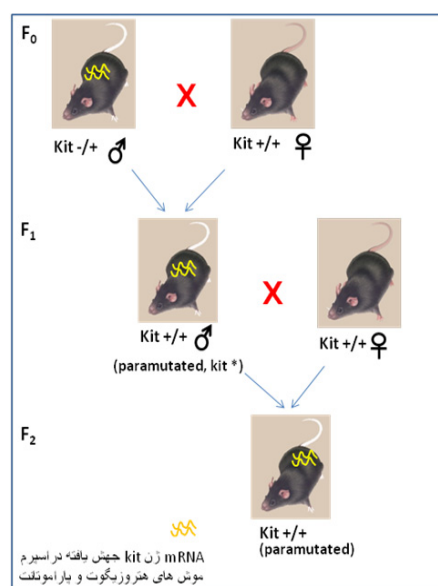 F0
X
Kit -/+ ♂
Kit +/+ ♀
F1
X
Kit +/+ ♂
(paramutated, kit *)
Kit +/+ ♀
F2
Kit +/+
(paramutated)
mRNA ژن kit جهش یافته در اسپرم
موش های هتروزیگوت و پاراموتانت